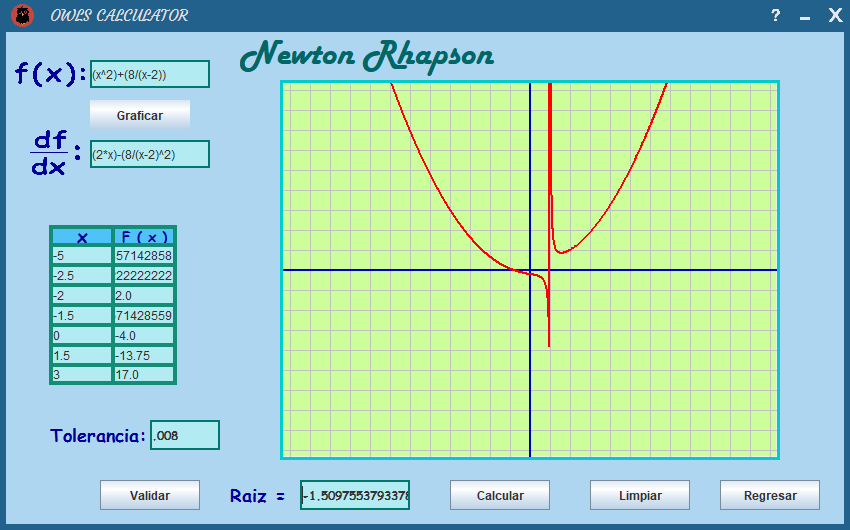 OWLS CALCULATOR ? _ X
Newton Rhapson
f(x): (x^2)+(8/(x-2))
Graficar
df/dx : (2*x)-(8/(x-2)^2)
X F(x)
-5 57142858
-2.5 22222222
-2 2.0
-1.5 71428559
0 -4.0
1.5 -13.75
3 17.0
Tolerancia: .008
Validar Raiz = -1.5097553793378 Calcular Limpiar Regresar